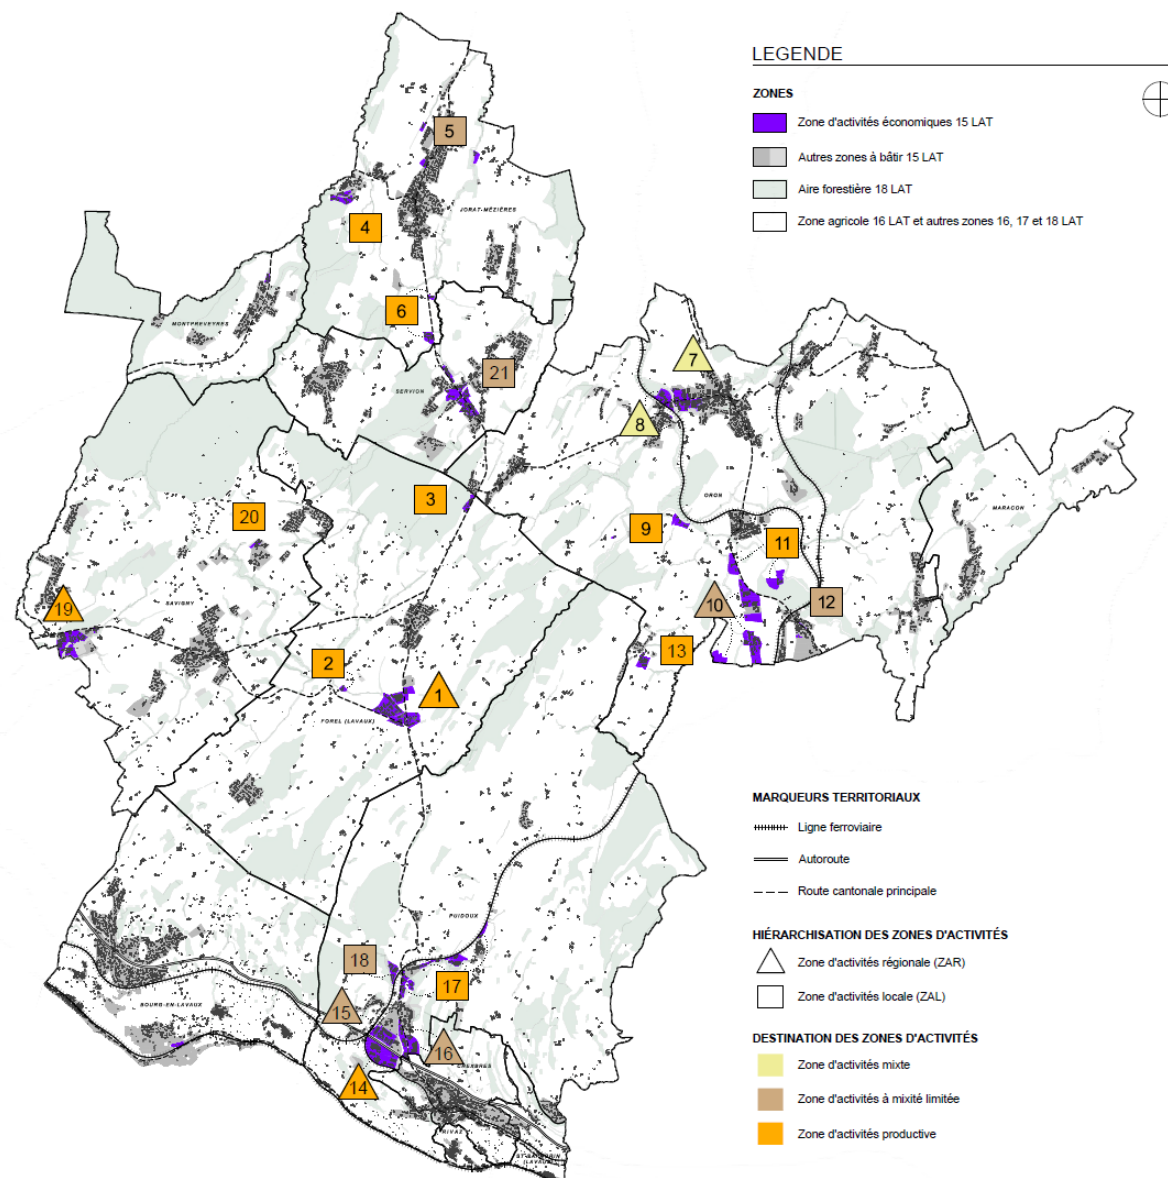 LEGENDE
ZONES
Zone d'activités économiques 15 LAT
Autres zones à bâtir 15 LAT
Aire forestière 18 LAT
Zone agricole 16 LAT et autres zones 16, 17 et 18 LAT
5
JORAT-MÉZIÈRES
4
6
MONTPREVEYRES
7
21
SERVION
8
3
20
9
ORON
11
MARACON
19
SAVIGNY
10
12
2
13
1
FOREL (LAVAUX)
MARQUEURS TERRITORIAUX
Ligne ferroviaire
Autoroute
Route cantonale principale
PUIDOUX
HIÉRARCHISATION DES ZONES D'ACTIVITÉS
Zone d'activités régionale (ZAR)
Zone d'activités locale (ZAL)
18
17
BOURG-EN-LAVAUX
15
16
CHEXBRES
14
DESTINATION DES ZONES D'ACTIVITÉS
Zone d'activités mixte
Zone d'activités à mixité limitée
Zone d'activités productive
RIVAZ
ST-SAPHORIN
(LAVAUX)